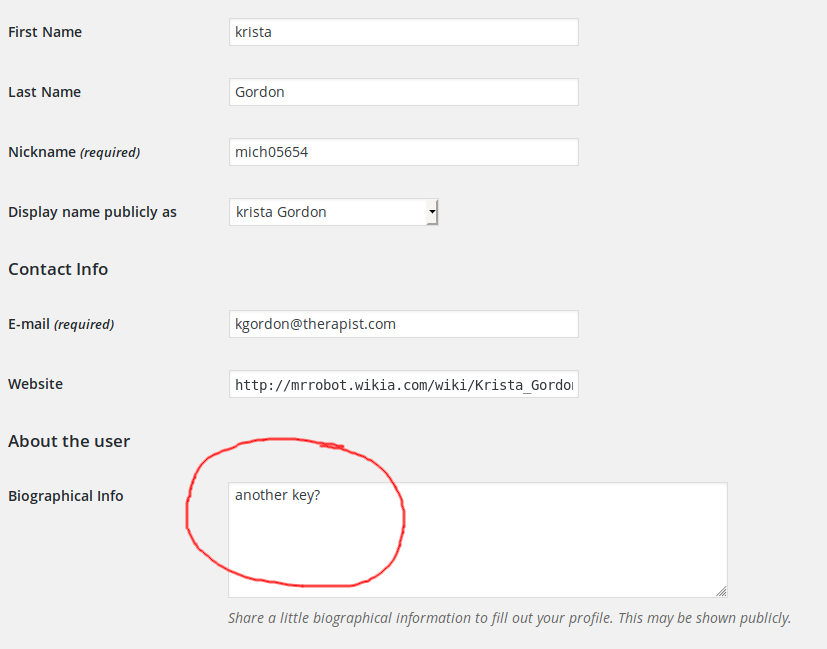 First Name krista
Last Name Gordon
Nickname (required) mich05654
Display name publicly as krista Gordon
Contact Info
E-mail (required) kgordon@therapist.com
Website http://mrrobot.wikia.com/wiki/Krista_Gordon
About the user
Biographical Info another key?
Share a little biographical information to fill out your profile. This may be shown publicly.